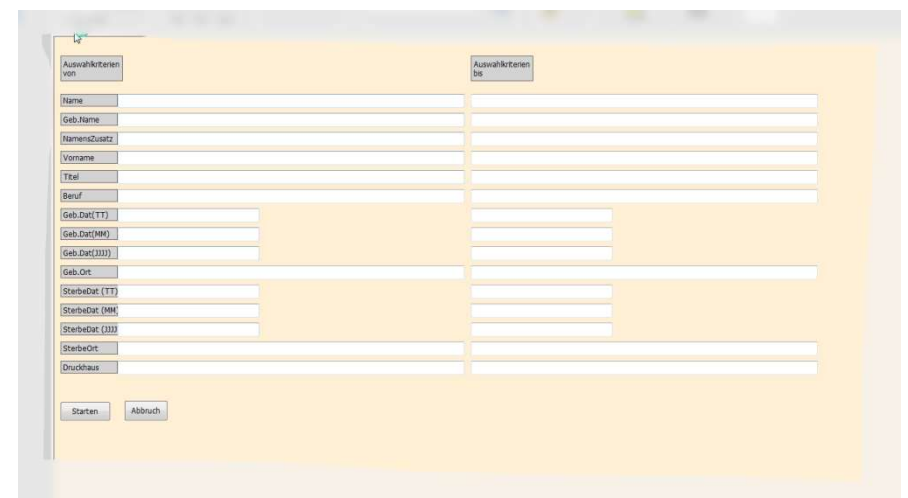 Auswahlkriterien
von
Auswahlkriterien
bis
Name
Geb.Name
NamensZusatz
Vorname
Titel
Beruf
Geb.Dat(TT)
Geb.Dat(MM)
Geb.Dat(JJJJ)
Geb.Ort
SterbeDat (TT)
SterbeDat (MM)
SterbeDat (JJJJ
SterbeOrt
Druckhaus
Starten Abbruch